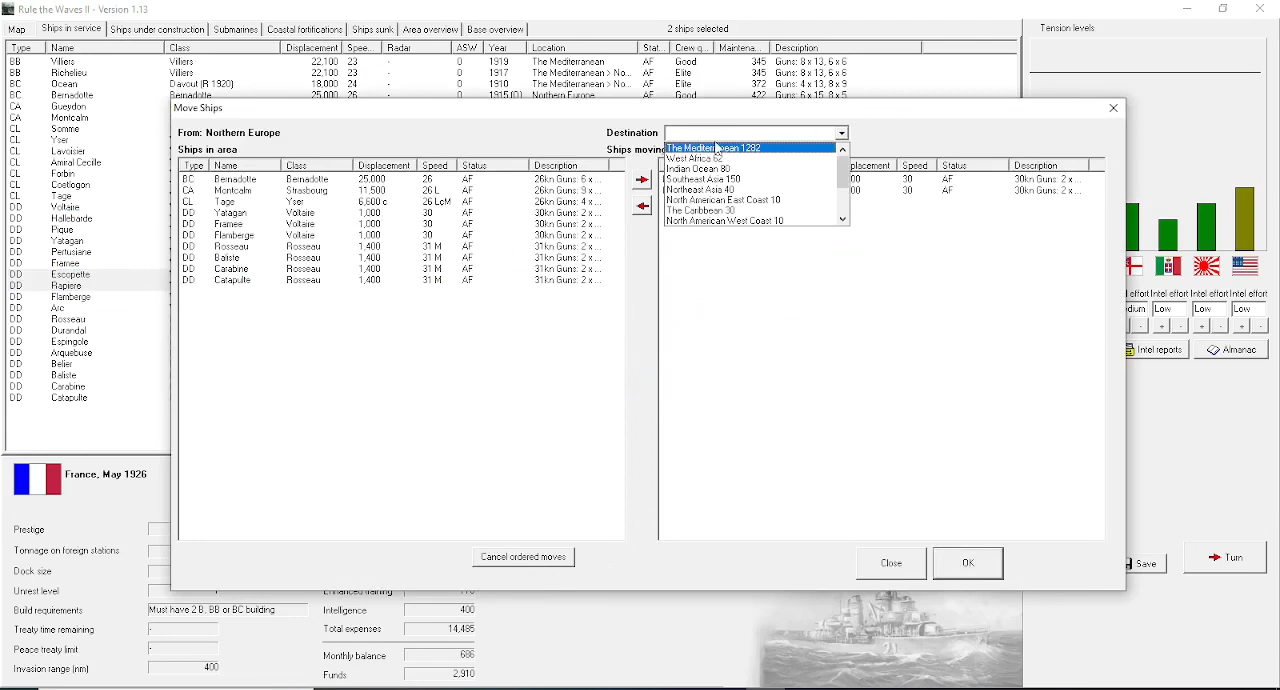 Rule the Waves II - Version 1.13
Map Ships in service Ships under construction Submarines Coastal fortifications Ships sunk Area overview Base overview 2 ships selected Tension levels
Type Name Class Displacement Spee... Radar ASW Year Location Stat... Crew q... Maintena... Description
BB Villers Villers 22,100 23 - 0 1919 The Mediterranean AF Good 345 Guns: 8 x 13, 6 x 6
BB Richelieu Villers 22,100 23 - 0 1917 The Mediterranean > No... AF Elite 345 Guns: 8 x 13, 6 x 6
BC Ocean Davout (R 1920) 18,000 24 - 0 1910 The Mediterranean > No... AF Elite 372 Guns: 4 x 13, 8 x 9
BC Bernadotte Bernadotte 25,000 26 - 0 1915 (0) Northern Europe AF Good 422 Guns: 6 x 15, 8 x 5
CA Gueydon
CA Montcalm
CL Somme
CL Yser
CL Lavoisier
CL Amiral Cecille
CL Forbin
CL Coetlogon
CL Tage
DD Voltaire
DD Hallebarde
DD Pique
DD Yatagan
DD Pertuisane
DD Framee
DD Escopette
DD Rapiere
DD Flamberge
DD Arc
DD Rosseau
DD Durandal
DD Espingole
DD Arquebuse
DD Belier
DD Baliste
DD Carabine
DD Catapulte
Move Ships
From: Northern Europe Destination
Ships in area Ships moving
The Mediterranean 1282
West Africa 62
Indian Ocean 80
Southeast Asia 150
Northeast Asia 40
North American East Coast 10
The Caribbean 30
North American West Coast 10
Type Name Class Displacement Speed Status Description
BC Bernadotte Bernadotte 25,000 26 AF 26kn Guns: 6 x ...
CA Montcalm Strasbourg 11,500 26 L AF 26kn Guns: 9 x ...
CL Tage Yser 6,600 c 26 LcM AF 26kn Guns: 4 x ...
DD Yatagan Voltaire 1,000 30 AF 30kn Guns: 2 x ...
DD Framee Voltaire 1,000 30 AF 30kn Guns: 2 x ...
DD Flamberge Voltaire 1,000 30 AF 30kn Guns: 2 x ...
DD Rosseau Rosseau 1,400 31 M AF 31kn Guns: 2 x ...
DD Baliste Rosseau 1,400 31 M AF 31kn Guns: 2 x ...
DD Carabine Rosseau 1,400 31 M AF 31kn Guns: 2 x ...
DD Catapulte Rosseau 1,400 31 M AF 31kn Guns: 2 x ...
placement Speed Status Description
00 30 AF 30kn Guns: 2 x ...
00 30 AF 30kn Guns: 2 x ...
Cancel ordered moves Close OK
l effort Intel effort Intel effort Intel effort
dium Low Low Low
- + - + - + -
Intel reports Almanac
Save Turn
France, May 1926
Prestige
Tonnage on foreign stations
Dock size
Unrest level
Build requirements Must have 2 B, BB or BC building
Treaty time remaining -
Peace treaty limit -
Invasion range (nm) 400
Enhanced training
Intelligence 400
Total expenses 14,485
Monthly balance 686
Funds 2,910